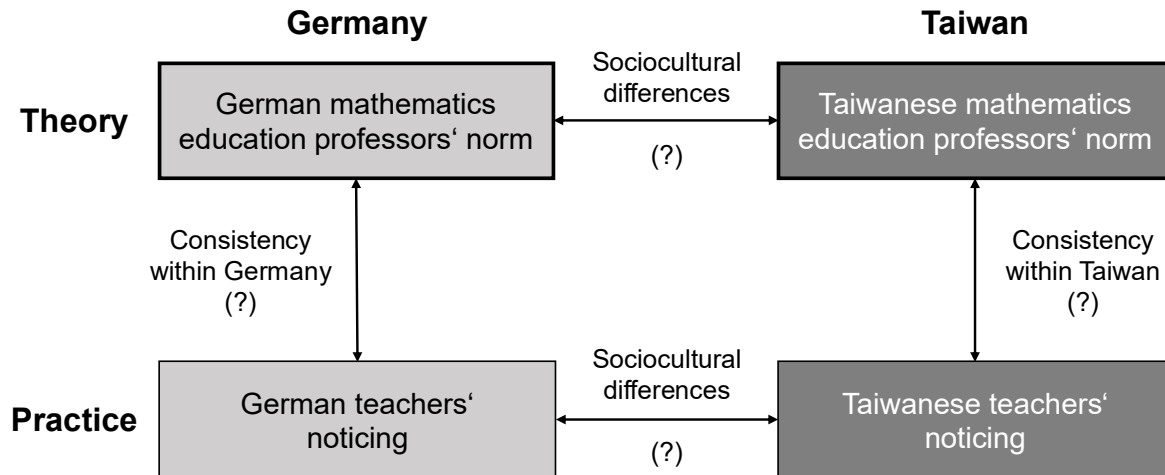 Germany
Taiwan
Theory
German mathematics
education professors‘ norm
Sociocultural
differences
(?)
Taiwanese mathematics
education professors‘ norm
Consistency
within Germany
(?)
Consistency
within Taiwan
(?)
Practice
German teachers‘
noticing
Sociocultural
differences
(?)
Taiwanese teachers‘
noticing